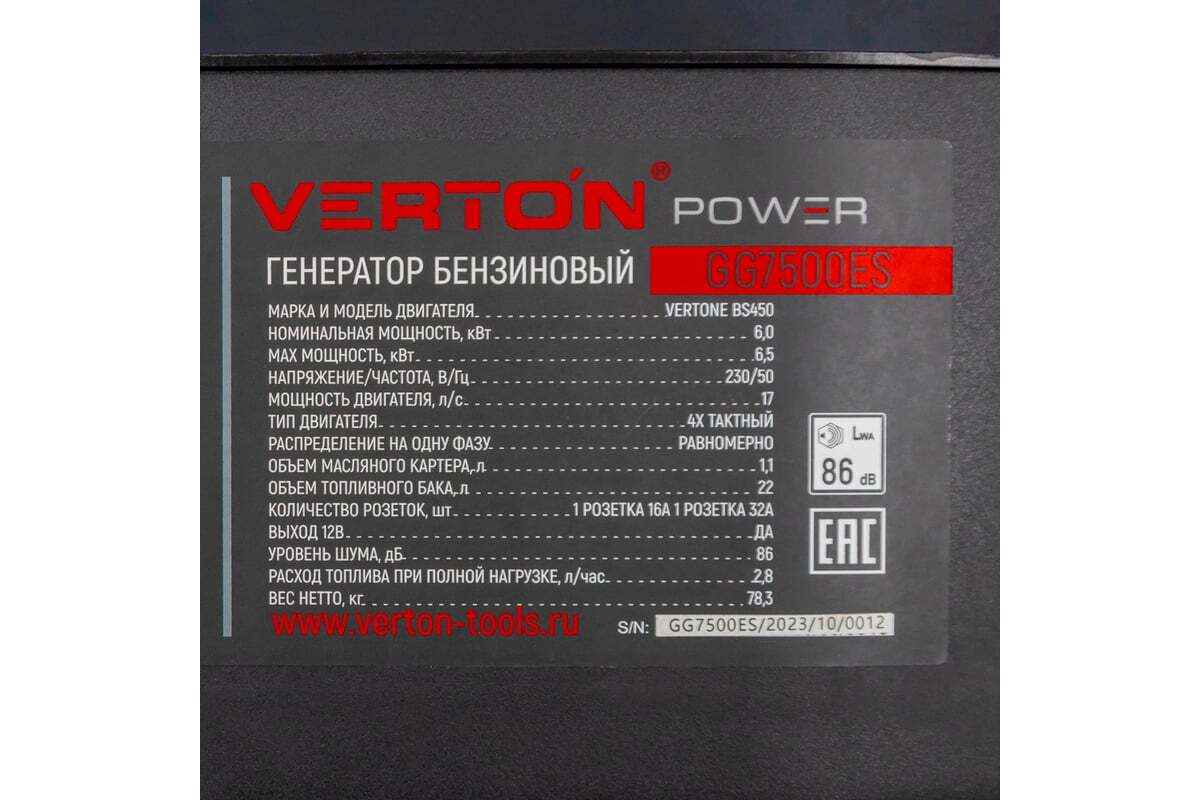 VERTON® POWER
ГЕНЕРАТОР БЕНЗИНОВЫЙ GG7500ES
МАРКА И МОДЕЛЬ ДВИГАТЕЛЯ VERTONE BS450
НОМИНАЛЬНАЯ МОЩНОСТЬ, кВт 6,0
МАХ МОЩНОСТЬ, кВт 6,5
НАПРЯЖЕНИЕ/ЧАСТОТА, В/Гц 230/50
МОЩНОСТЬ ДВИГАТЕЛЯ, л/с 17
ТИП ДВИГАТЕЛЯ 4Х ТАКТНЫЙ
РАСПРЕДЕЛЕНИЕ НА ОДНУ ФАЗУ РАВНОМЕРНО
ОБЪЕМ МАСЛЯНОГО КАРТЕРА, л 1,1
ОБЪЕМ ТОПЛИВНОГО БАКА, л 22
КОЛИЧЕСТВО РОЗЕТОК, шт 1 РОЗЕТКА 16А 1 РОЗЕТКА 32А
ВЫХОД 12В ДА
УРОВЕНЬ ШУМА, дБ 86
РАСХОД ТОПЛИВА ПРИ ПОЛНОЙ НАГРУЗКЕ, л/час 2,8
ВЕС НЕТТО, кг 78,3
www.verton-tools.ru
S/N: GG7500ES/2023/10/0012
LWA
86 dB
EAC